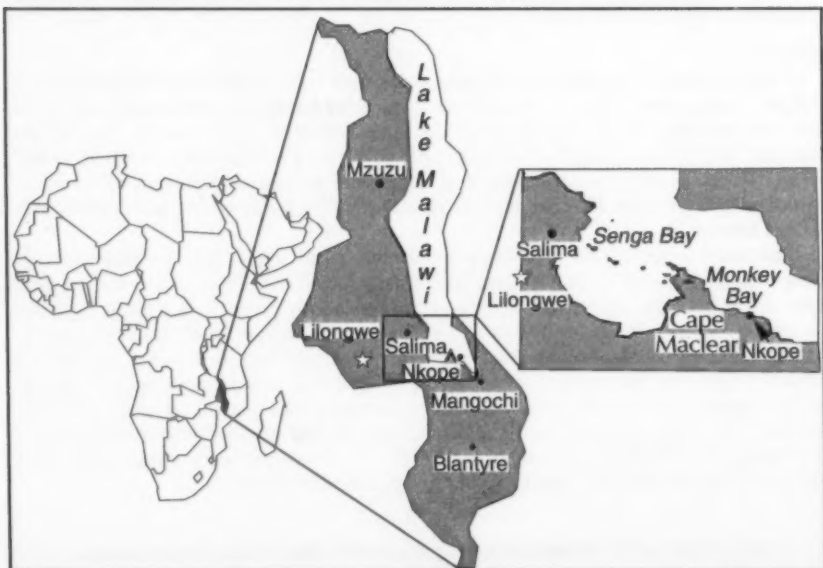 Lake Malawi
Mzuzu
Lilongwe
Salima
Nkope
Mangochi
Blantyre
Salima
Senga Bay
Monkey
Bay
Lilongwe
Cape
Maclear
Nkope